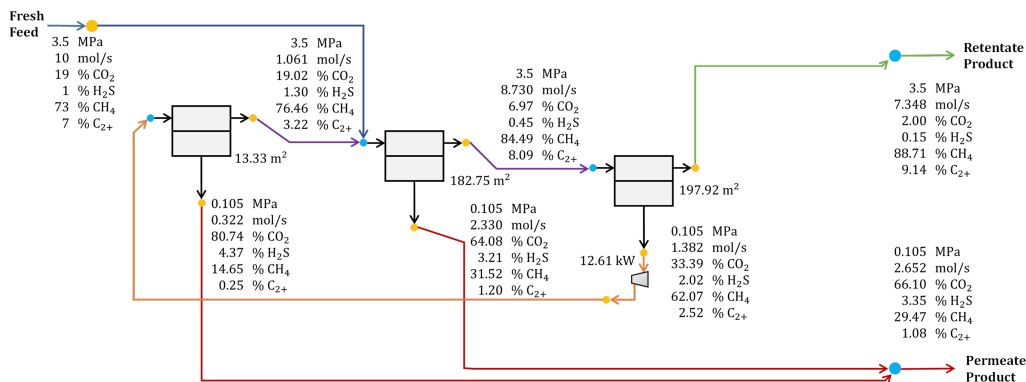 Fresh
Feed
3.5 MPa
10 mol/s
19 % CO₂
1 % H₂S
73 % CH₄
7 % C₂₊
3.5 MPa
1.061 mol/s
19.02 % CO₂
1.30 % H₂S
76.46 % CH₄
3.22 % C₂₊
13.33 m²
0.105 MPa
0.322 mol/s
80.74 % CO₂
4.37 % H₂S
14.65 % CH₄
0.25 % C₂₊
3.5 MPa
8.730 mol/s
6.97 % CO₂
0.45 % H₂S
84.49 % CH₄
8.09 % C₂₊
182.75 m²
0.105 MPa
2.330 mol/s
64.08 % CO₂
3.21 % H₂S
31.52 % CH₄
1.20 % C₂₊
197.92 m²
12.61 kW
0.105 MPa
1.382 mol/s
33.39 % CO₂
2.02 % H₂S
62.07 % CH₄
2.52 % C₂₊
Retentate
Product
3.5 MPa
7.348 mol/s
2.00 % CO₂
0.15 % H₂S
88.71 % CH₄
9.14 % C₂₊
0.105 MPa
2.652 mol/s
66.10 % CO₂
3.35 % H₂S
29.47 % CH₄
1.08 % C₂₊
Permeate
Product